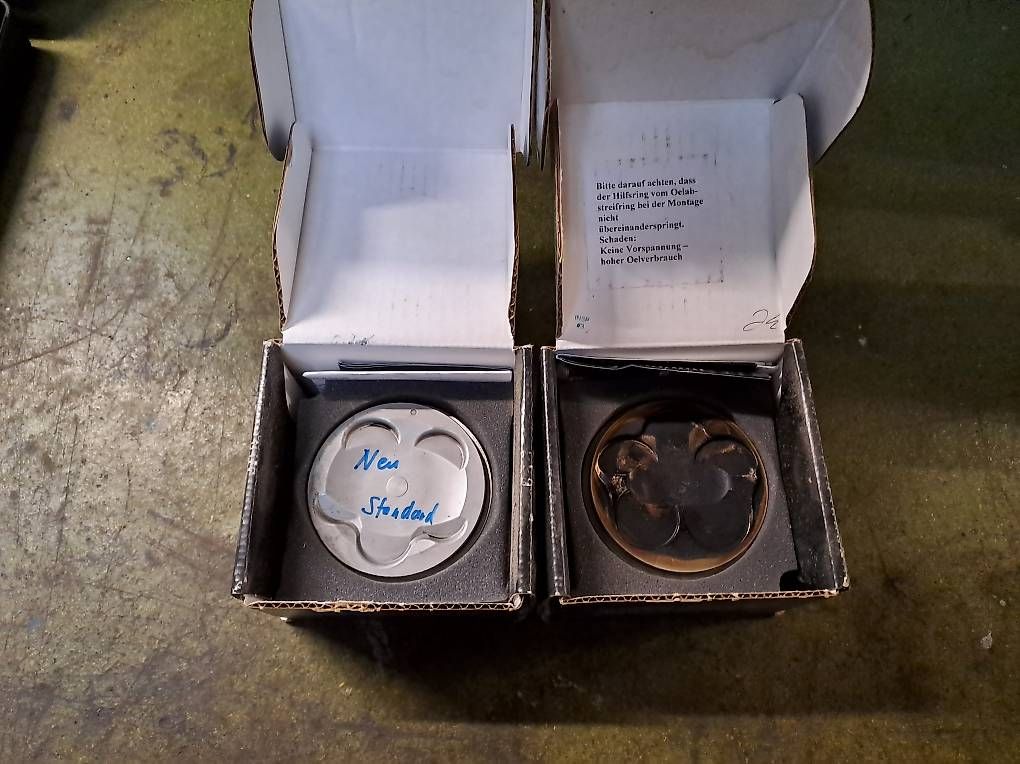 Bitte darauf achten, dass
der Hilfsring vom Oelab-
streifring bei der Montage
nicht
übereinanderspringt.
Schaden:
Keine Vorspannung –
hoher Oelverbrauch
Neu
Standard